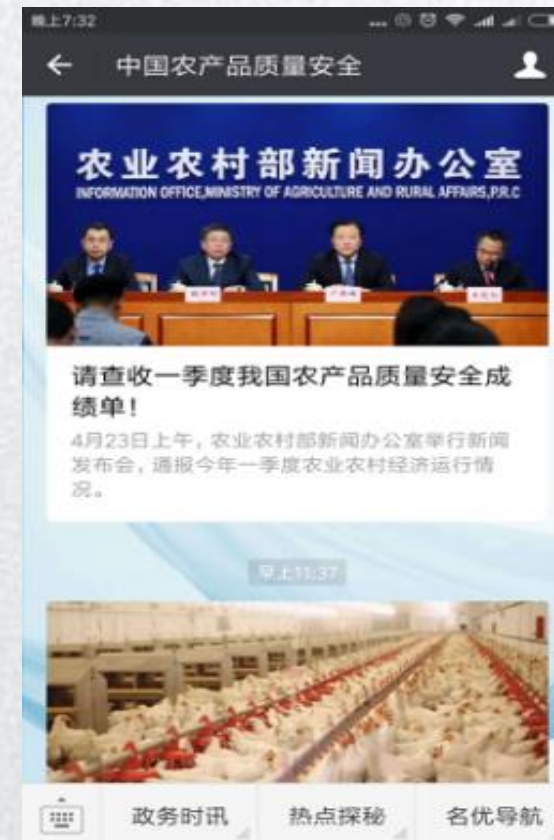 晚上7:32
中国农产品质量安全
农业农村部新闻办公室
INFORMATION OFFICE,MINISTRY OF AGRICULTURE AND RURAL AFFAIRS,P.R.C
请查收一季度我国农产品质量安全成
绩单！
4月23日上午，农业农村部新闻办公室举行新闻
发布会，通报今年一季度农业农村经济运行情
况。
早上11:37
政务时讯
热点探秘
名优导航